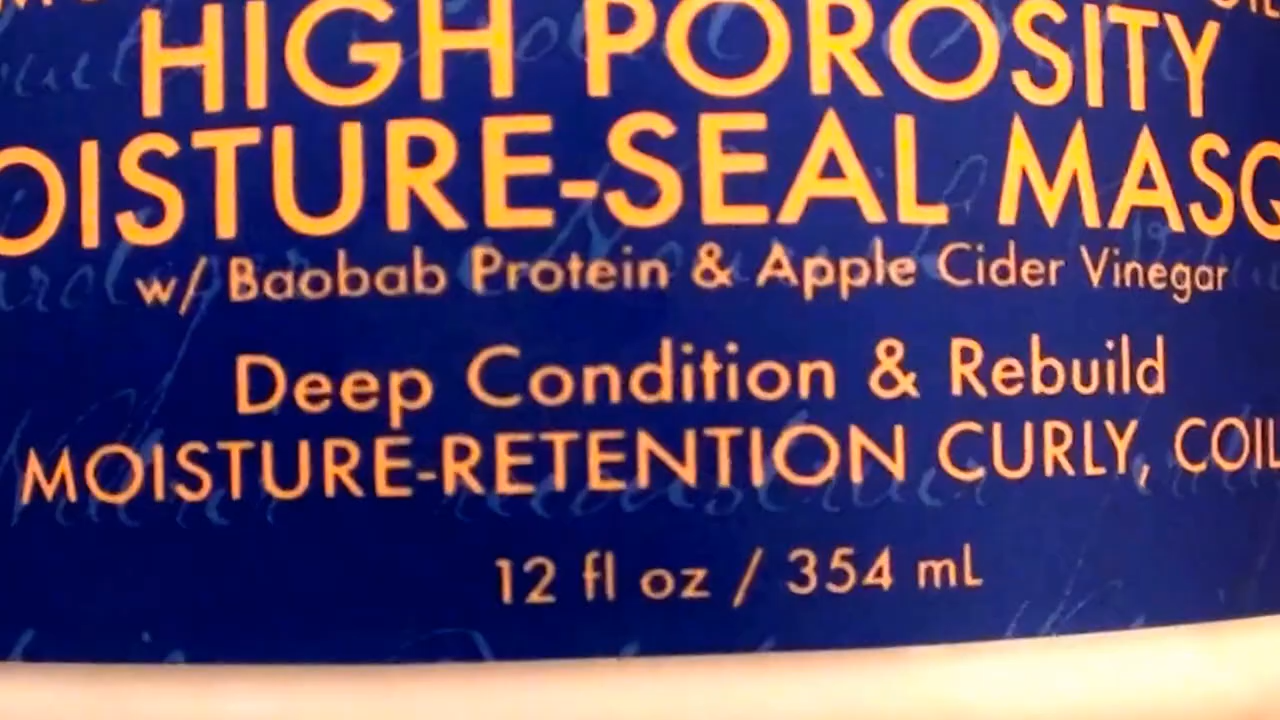 HIGH POROSITY
OISTURE-SEAL MASQ
w/ Baobab Protein & Apple Cider Vinegar
Deep Condition & Rebuild
MOISTURE-RETENTION CURLY, COIL
12 fl oz / 354 mL